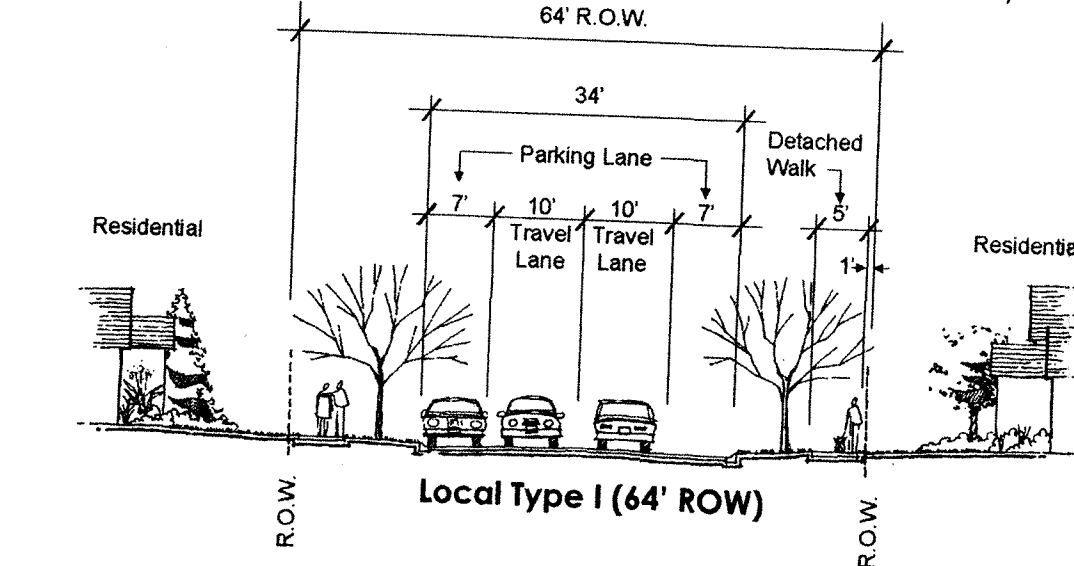 64' R.O.W.
34'
Detached
Walk
Parking Lane
7'
10'
10'
7'
5'
Travel
Lane
Travel
Lane
1'
Residential
Residentia
Local Type I (64' ROW)
R.O.W.
R.O.W.